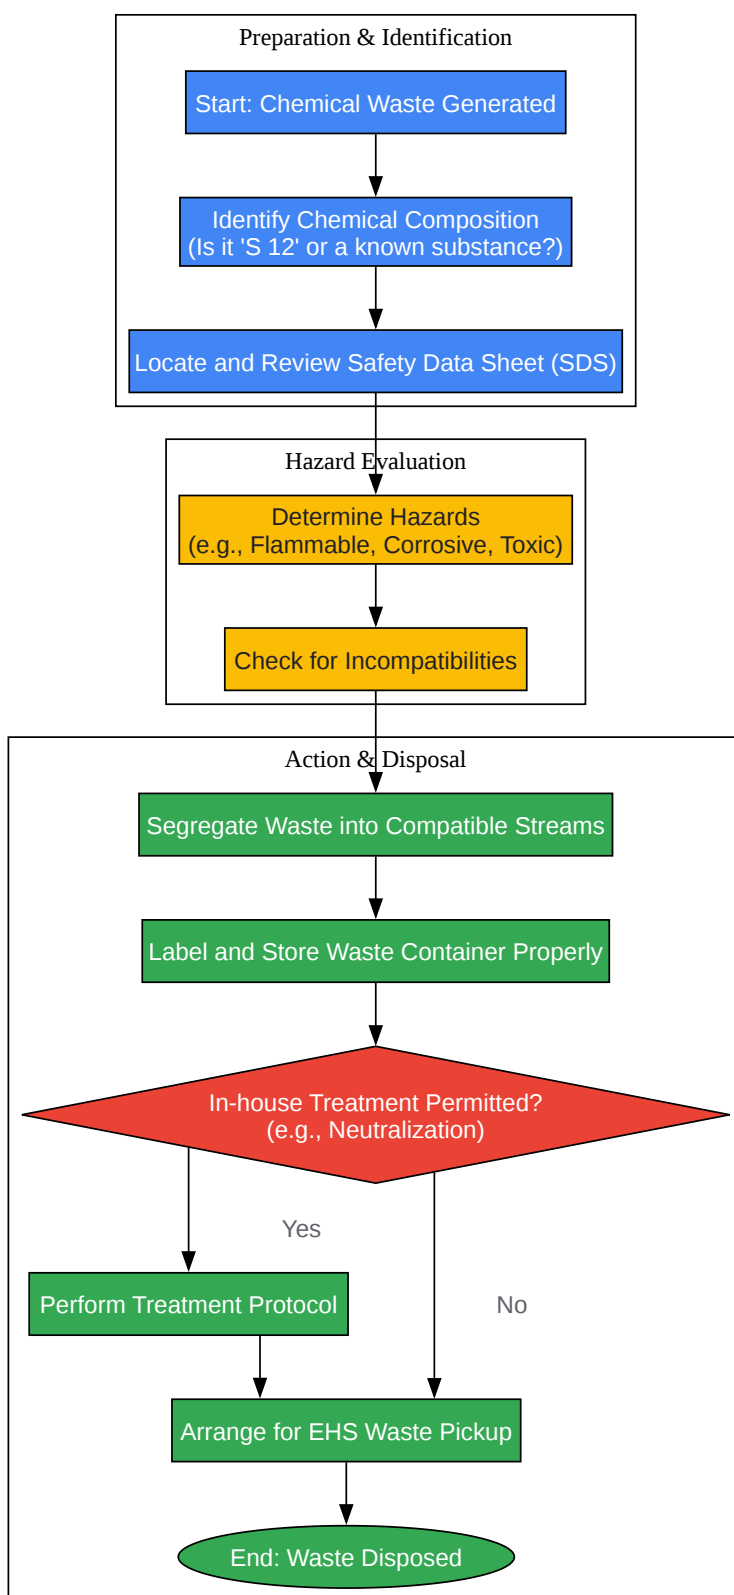 Preparation & Identification
Start: Chemical Waste Generated
Identify Chemical Composition
(Is it 'S 12' or a known substance?)
Locate and Review Safety Data Sheet (SDS)
Hazard Evaluation
Determine Hazards
(e.g., Flammable, Corrosive, Toxic)
Check for Incompatibilities
Action & Disposal
Segregate Waste into Compatible Streams
Label and Store Waste Container Properly
In-house Treatment Permitted?
(e.g., Neutralization)
Yes
Perform Treatment Protocol
No
Arrange for EHS Waste Pickup
End: Waste Disposed